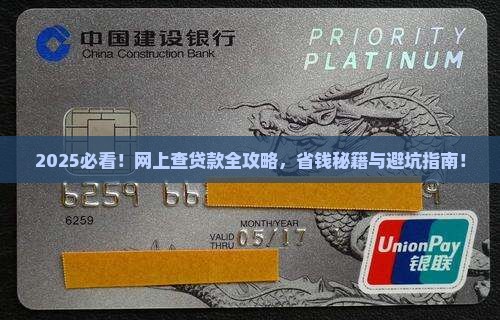 中国建设银行
China Construction Bank
PRIORITY
PLATINUM
2025必看！网上查贷款全攻略，省钱秘籍与避坑指南！
6259
6259
MONTH/YEAR
VALID THRU 05/17
UnionPay
银联